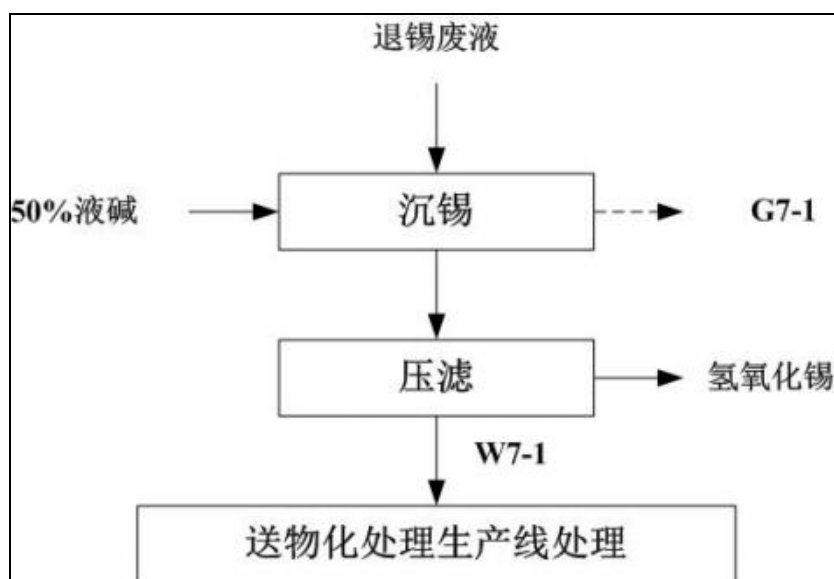 退锡废液
50%液碱
沉锡
G7-1
压滤
氢氧化锡
W7-1
送物化处理生产线处理